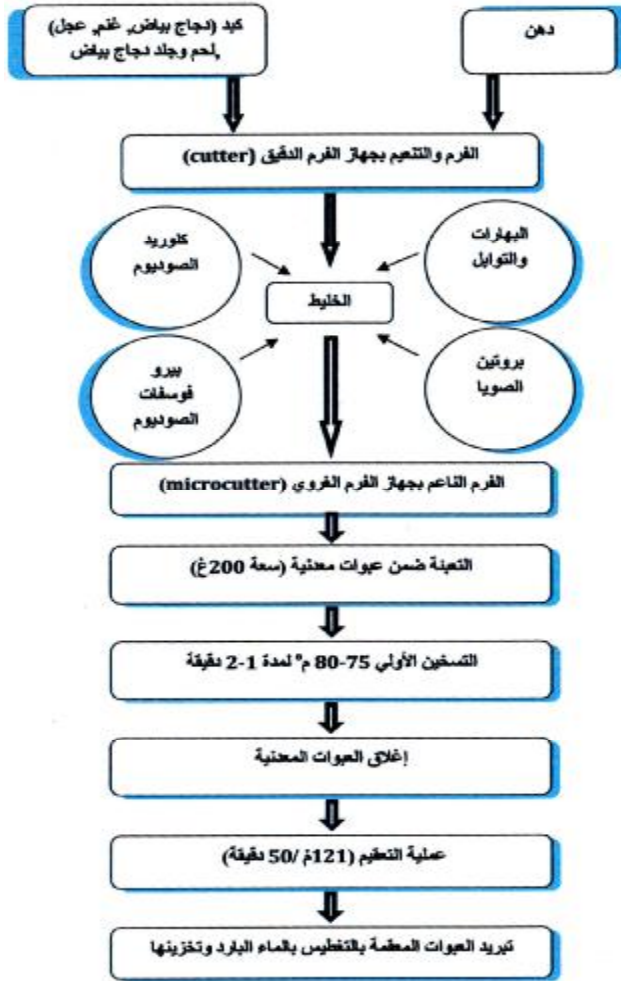 كبد (دجاج بياض, غنم, عجل)
,لحم وجلد دجاج بياض
دهن
الفرم والتنعيم بجهاز الفرم الدقيق (cutter)
كلوريد
الصوديوم
البهارات
والتوابل
الخليط
بيرو
فوسفات
الصوديوم
بروتين
الصويا
الفرم الناعم بجهاز الفرم الغروي (microcutter)
التعبئة ضمن عبوات معدنية (سعة 200غ)
التسخين الأولي 75-80 م° لمدة 1-2 دقيقة
إغلاق العبوات المعدنية
عملية التعقيم (121م°/ 50 دقيقة)
تبريد العبوات المعقمة بالتغطيس بالماء البارد وتخزينها